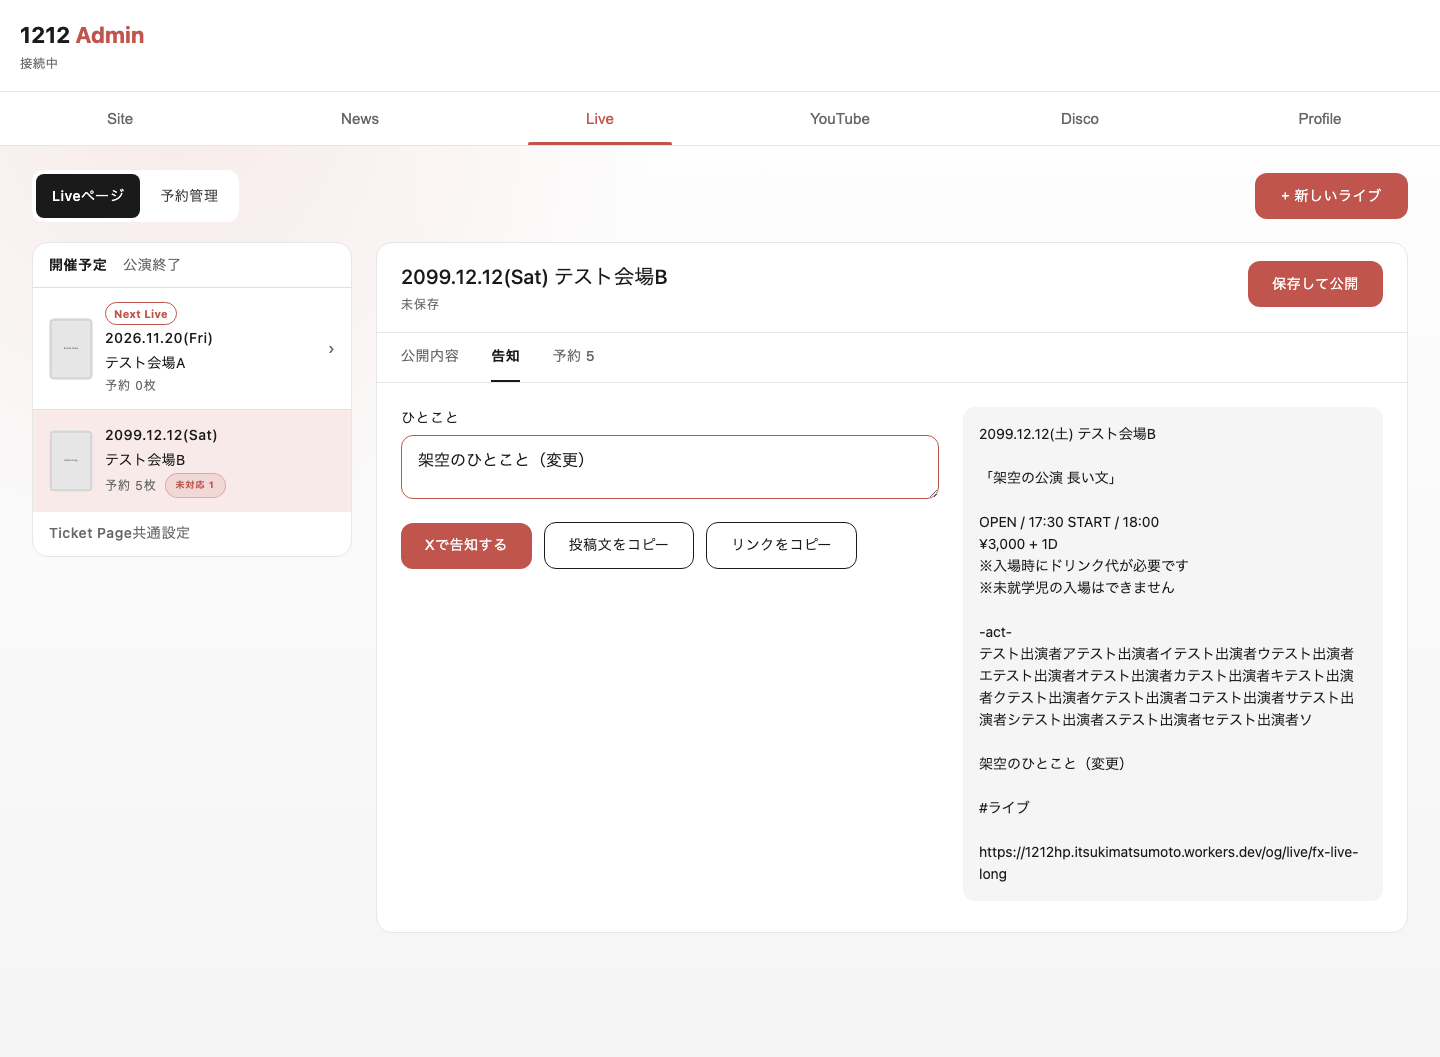 1212 Admin
接続中
Site
News
Live
YouTube
Disco
Profile
Liveページ
予約管理
+ 新しいライブ
開催予定
公演終了
Next Live
2026.11.20(Fri)
テスト会場A
予約 0枚
›
2099.12.12(Sat)
テスト会場B
予約 5枚
未対応 1
Ticket Page共通設定
2099.12.12(Sat) テスト会場B
未保存
保存して公開
公開内容
告知
予約 5
ひとこと
架空のひとこと（変更）
Xで告知する
投稿文をコピー
リンクをコピー
2099.12.12(土) テスト会場B
「架空の公演 長い文」
OPEN / 17:30 START / 18:00
¥3,000 + 1D
※入場時にドリンク代が必要です
※未就学児の入場はできません
-act-
テスト出演者アテスト出演者イテスト出演者ウテスト出演者
エテスト出演者オテスト出演者カテスト出演者キテスト出演
者クテスト出演者ケテスト出演者コテスト出演者サテスト出
演者シテスト出演者ステスト出演者セテスト出演者ソ
架空のひとこと（変更）
#ライブ
https://1212hp.itsukimatsumoto.workers.dev/og/live/fx-live-
long